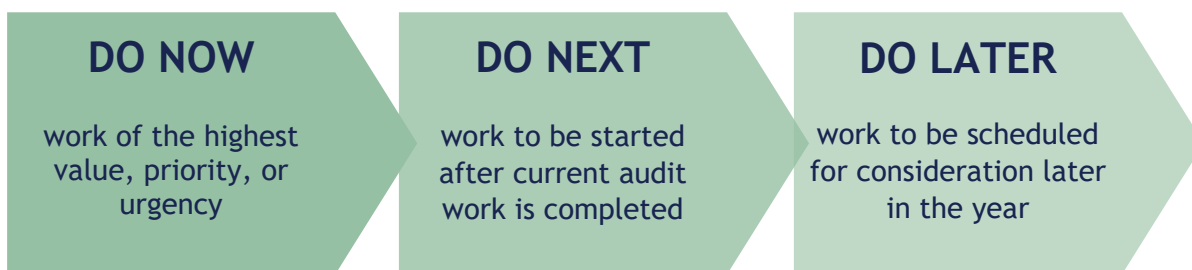 DO NOW
work of the highest
value, priority, or
urgency
DO NEXT
work to be started
after current audit
work is completed
DO LATER
work to be scheduled
for consideration later
in the year